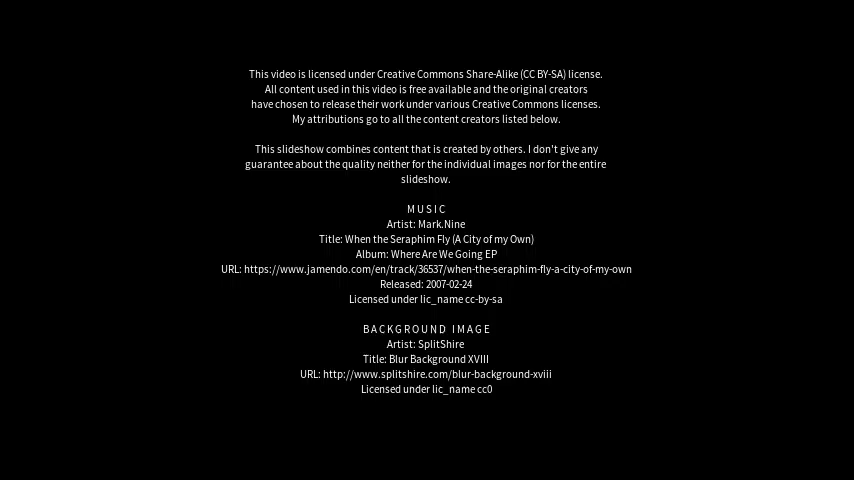 This video is licensed under Creative Commons Share-Alike (CC BY-SA) license.
All content used in this video is free available and the original creators
have chosen to release their work under various Creative Commons licenses.
My attributions go to all the content creators listed below.
This slideshow combines content that is created by others. I don't give any
guarantee about the quality neither for the individual images nor for the entire
slideshow.
MUSIC
Artist: Mark.Nine
Title: When the Seraphim Fly (A City of my Own)
Album: Where Are We Going EP
URL: https://www.jamendo.com/en/track/36537/when-the-seraphim-fly-a-city-of-my-own
Released: 2007-02-24
Licensed under lic_name cc-by-sa
BACKGROUND IMAGE
Artist: SplitShire
Title: Blur Background XVIII
URL: http://www.splitshire.com/blur-background-xviii
Licensed under lic_name cc0